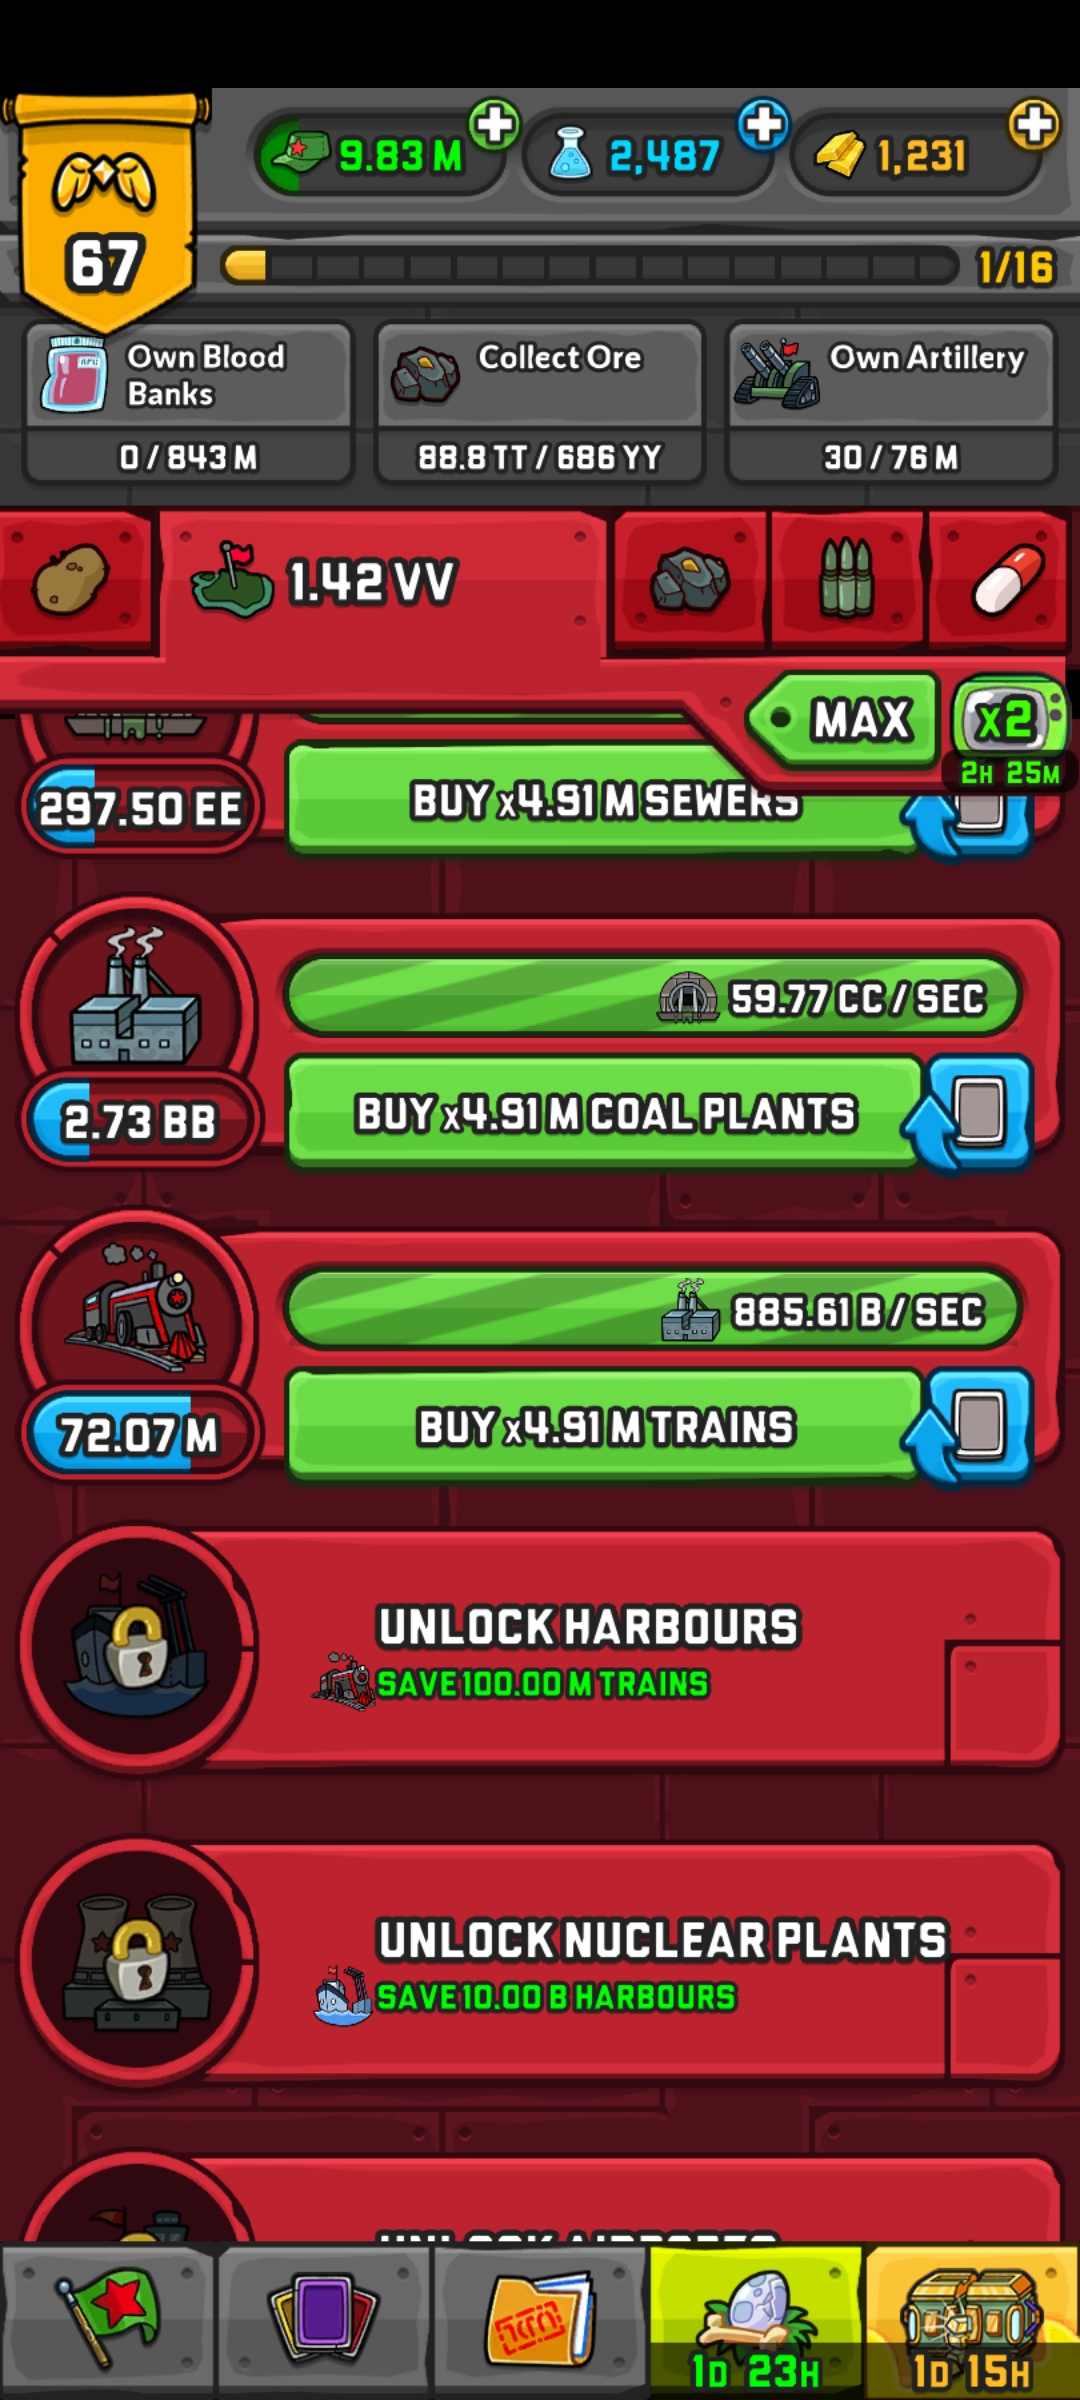 9.83 M
2,487
1,231
67
1/16
Own Blood
Banks
0 / 843 M
Collect Ore
88.8 TT / 686 YY
Own Artillery
30 / 76 M
1.42 VV
MAX
x2
2H 25M
297.50 EE
BUY x4.91 M SEWERS
59.77 CC / SEC
2.73 BB
BUY x4.91 M COAL PLANTS
885.61 B / SEC
72.07 M
BUY x4.91 M TRAINS
UNLOCK HARBOURS
SAVE 100.00 M TRAINS
UNLOCK NUCLEAR PLANTS
SAVE 10.00 B HARBOURS
1D 23H
1D 15H